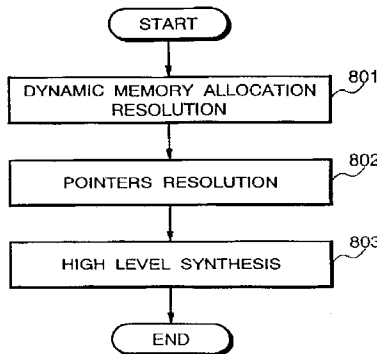 START
DYNAMIC MEMORY ALLOCATION
RESOLUTION
801
POINTERS RESOLUTION
802
HIGH LEVEL SYNTHESIS
803
END